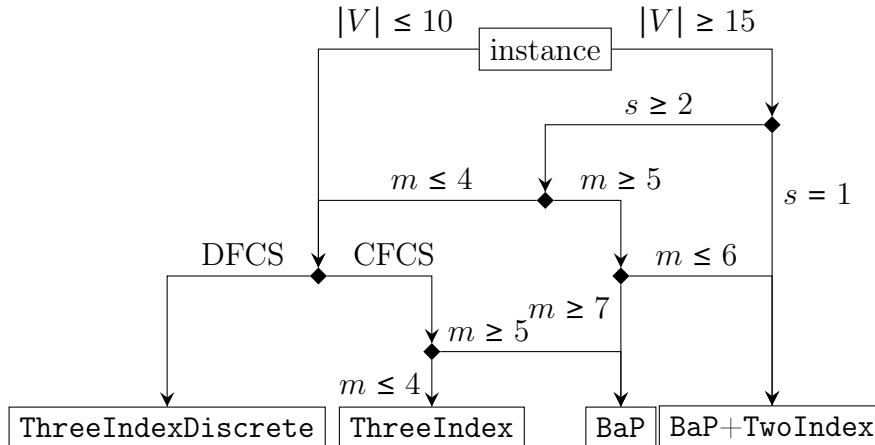 |V| ≤ 10
instance
|V| ≥ 15
s ≥ 2
m ≤ 4
m ≥ 5
s = 1
DFCS
CFCS
m ≤ 6
m ≥ 7
m ≥ 5
m ≤ 4
ThreeIndexDiscrete
ThreeIndex
BaP
BaP+TwoIndex